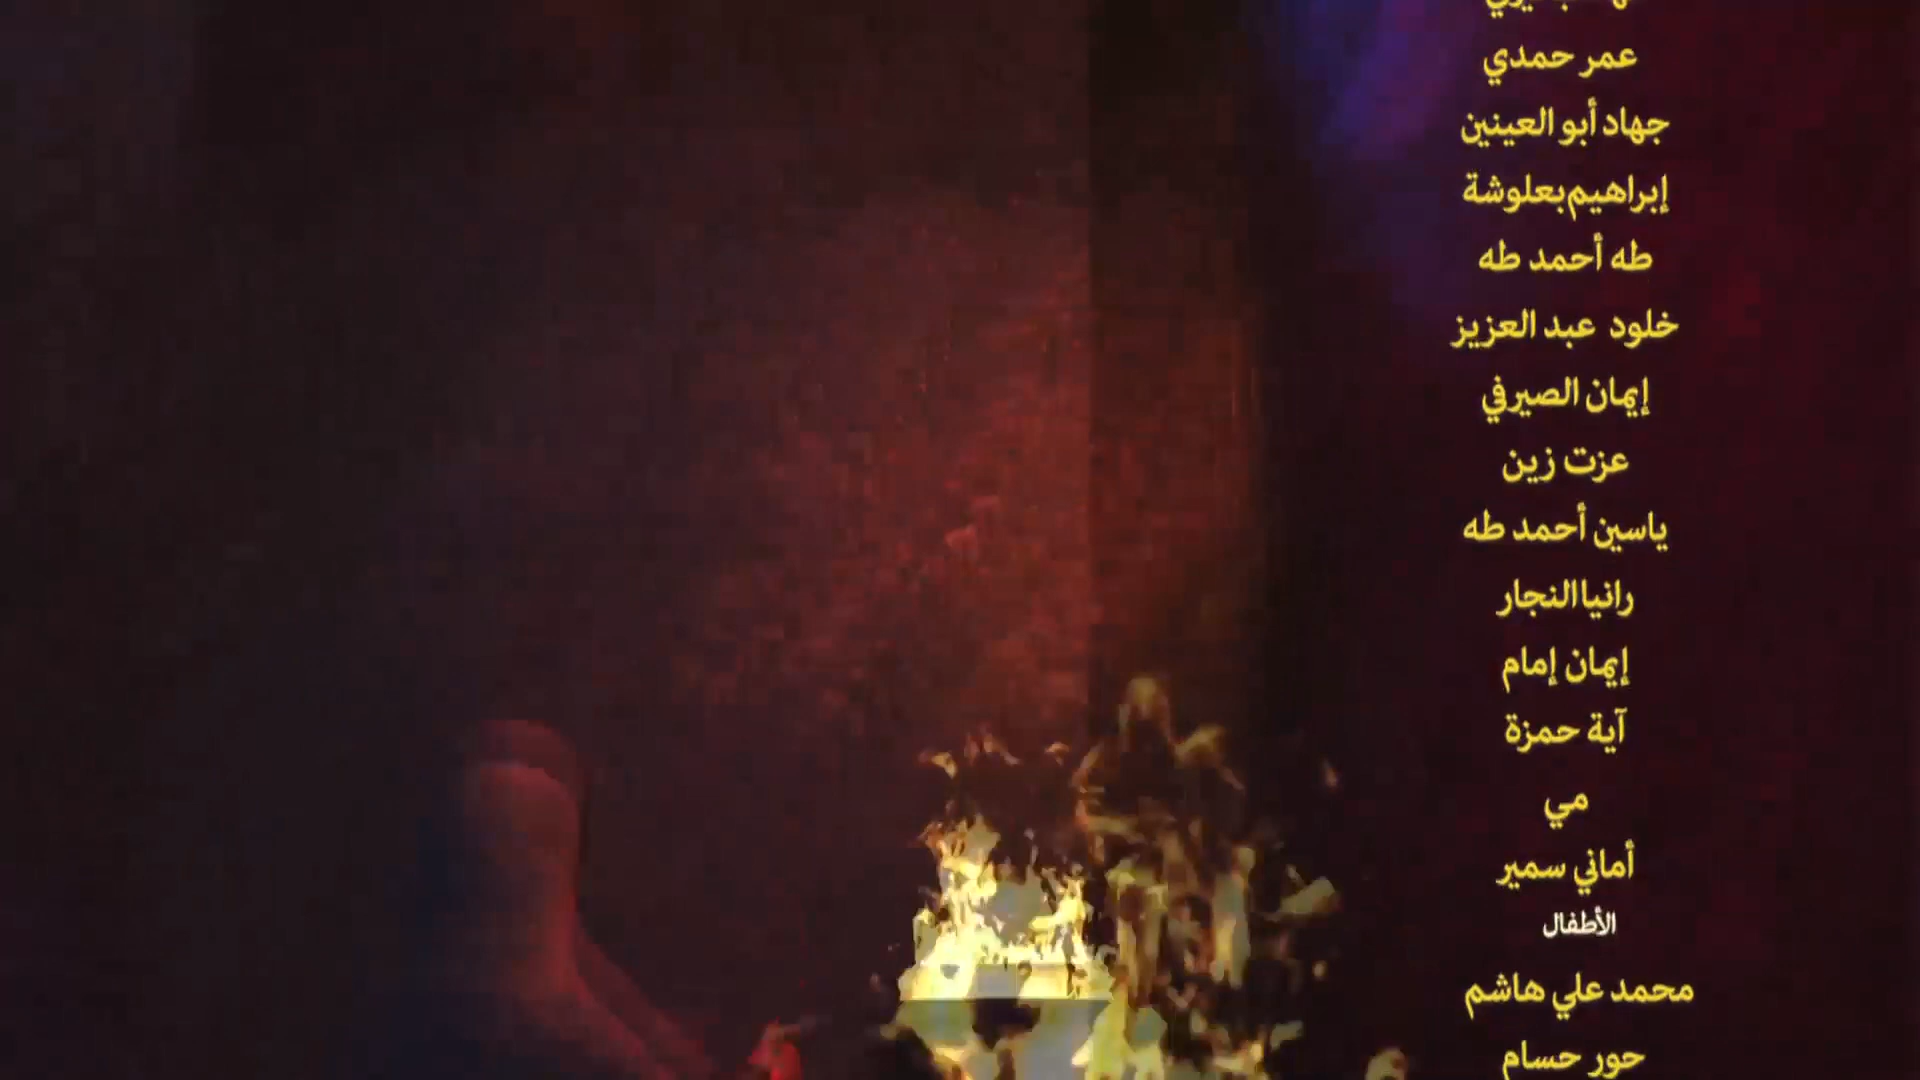 عمر حمدي
جهاد أبو العينين
إبراهيم بعلوشة
طه أحمد طه
خلود عبد العزيز
إيمان الصيرفي
عزت زين
ياسين أحمد طه
رانيا النجار
إيمان إمام
آية حمزة
مي
أماني سمير
الأطفال
محمد علي هاشم
حور حسام